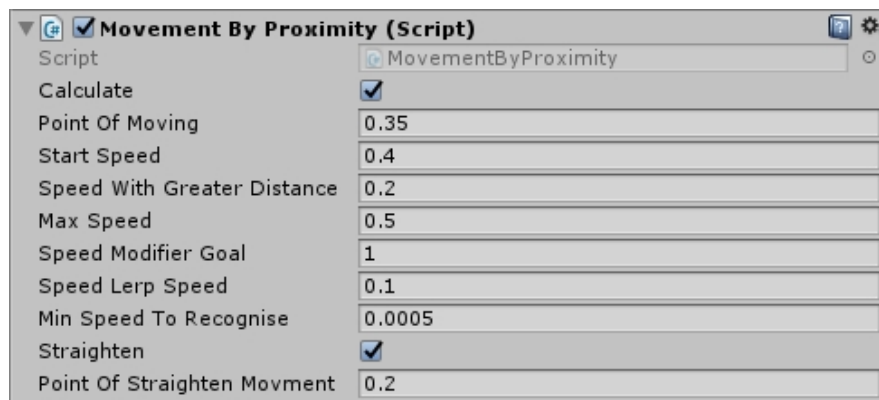 Movement By Proximity (Script)
Script MovementByProximity
Calculate
Point Of Moving 0.35
Start Speed 0.4
Speed With Greater Distance 0.2
Max Speed 0.5
Speed Modifier Goal 1
Speed Lerp Speed 0.1
Min Speed To Recognise 0.0005
Straighten
Point Of Straighten Movment 0.2